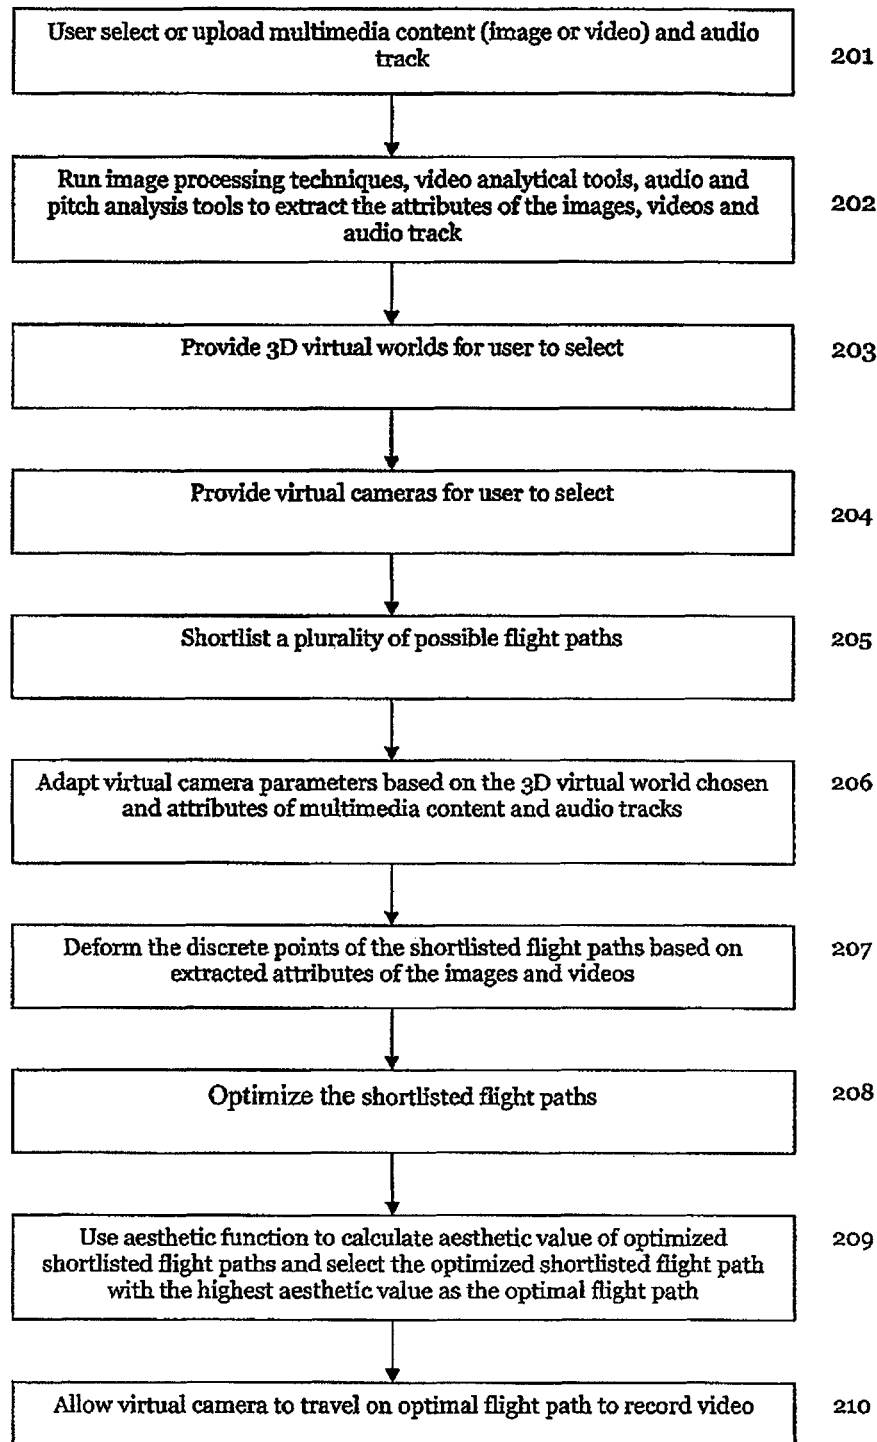 User select or upload multimedia content (image or video) and audio
track
201
Run image processing techniques, video analytical tools, audio and
pitch analysis tools to extract the attributes of the images, videos and
audio track
202
Provide 3D virtual worlds for user to select
203
Provide virtual cameras for user to select
204
Shortlist a plurality of possible flight paths
205
Adapt virtual camera parameters based on the 3D virtual world chosen
and attributes of multimedia content and audio tracks
206
Deform the discrete points of the shortlisted flight paths based on
extracted attributes of the images and videos
207
Optimize the shortlisted flight paths
208
Use aesthetic function to calculate aesthetic value of optimized
shortlisted flight paths and select the optimized shortlisted flight path
with the highest aesthetic value as the optimal flight path
209
Allow virtual camera to travel on optimal flight path to record video
210